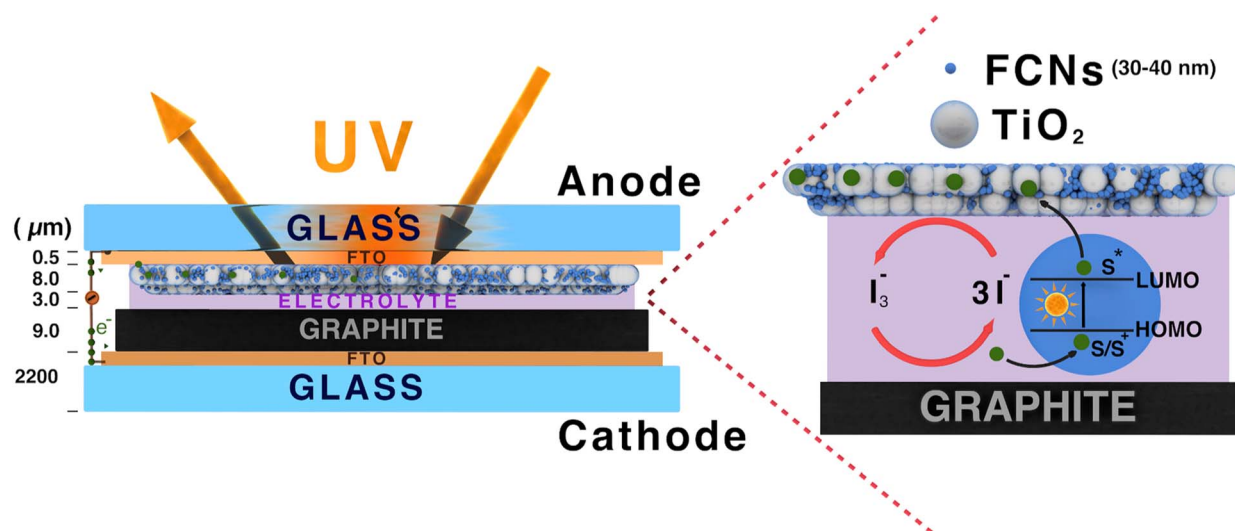 UV
Anode
(µm)
GLASS
0.5
FTO
8.0
3.0
ELECTROLYTE
e-
9.0
GRAPHITE
FTO
2200
GLASS
Cathode
FCNs (30-40 nm)
TiO₂
I₃⁻
3I⁻
S*
LUMO
HOMO
S/S⁺
GRAPHITE